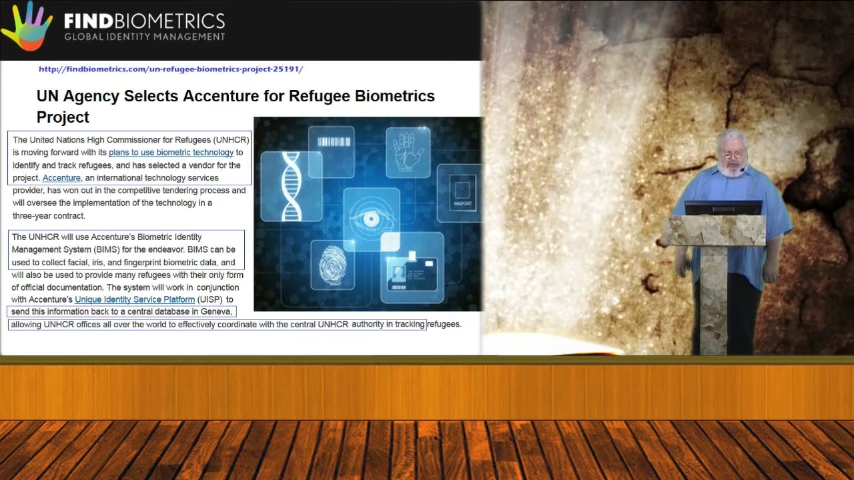 FINDBIOMETRICS
GLOBAL IDENTITY MANAGEMENT
http://findbiometrics.com/un-refugee-biometrics-project-25191/
UN Agency Selects Accenture for Refugee Biometrics
Project
The United Nations High Commissioner for Refugees (UNHCR)
is moving forward with its plans to use biometric technology to
identify and track refugees, and has selected a vendor for the
project. Accenture, an international technology services
provider, has won out in the competitive tendering process and
will oversee the implementation of the technology in a
three-year contract.
The UNHCR will use Accenture's Biometric Identity
Management System (BIMS) for the endeavor. BIMS can be
used to collect facial, iris, and fingerprint biometric data, and
will also be used to provide many refugees with their only form
of official documentation. The system will work in conjunction
with Accenture's Unique Identity Service Platform (UISP) to
send this information back to a central database in Geneva,
allowing UNHCR offices all over the world to effectively coordinate with the central UNHCR authority in tracking refugees.
PASSPORT